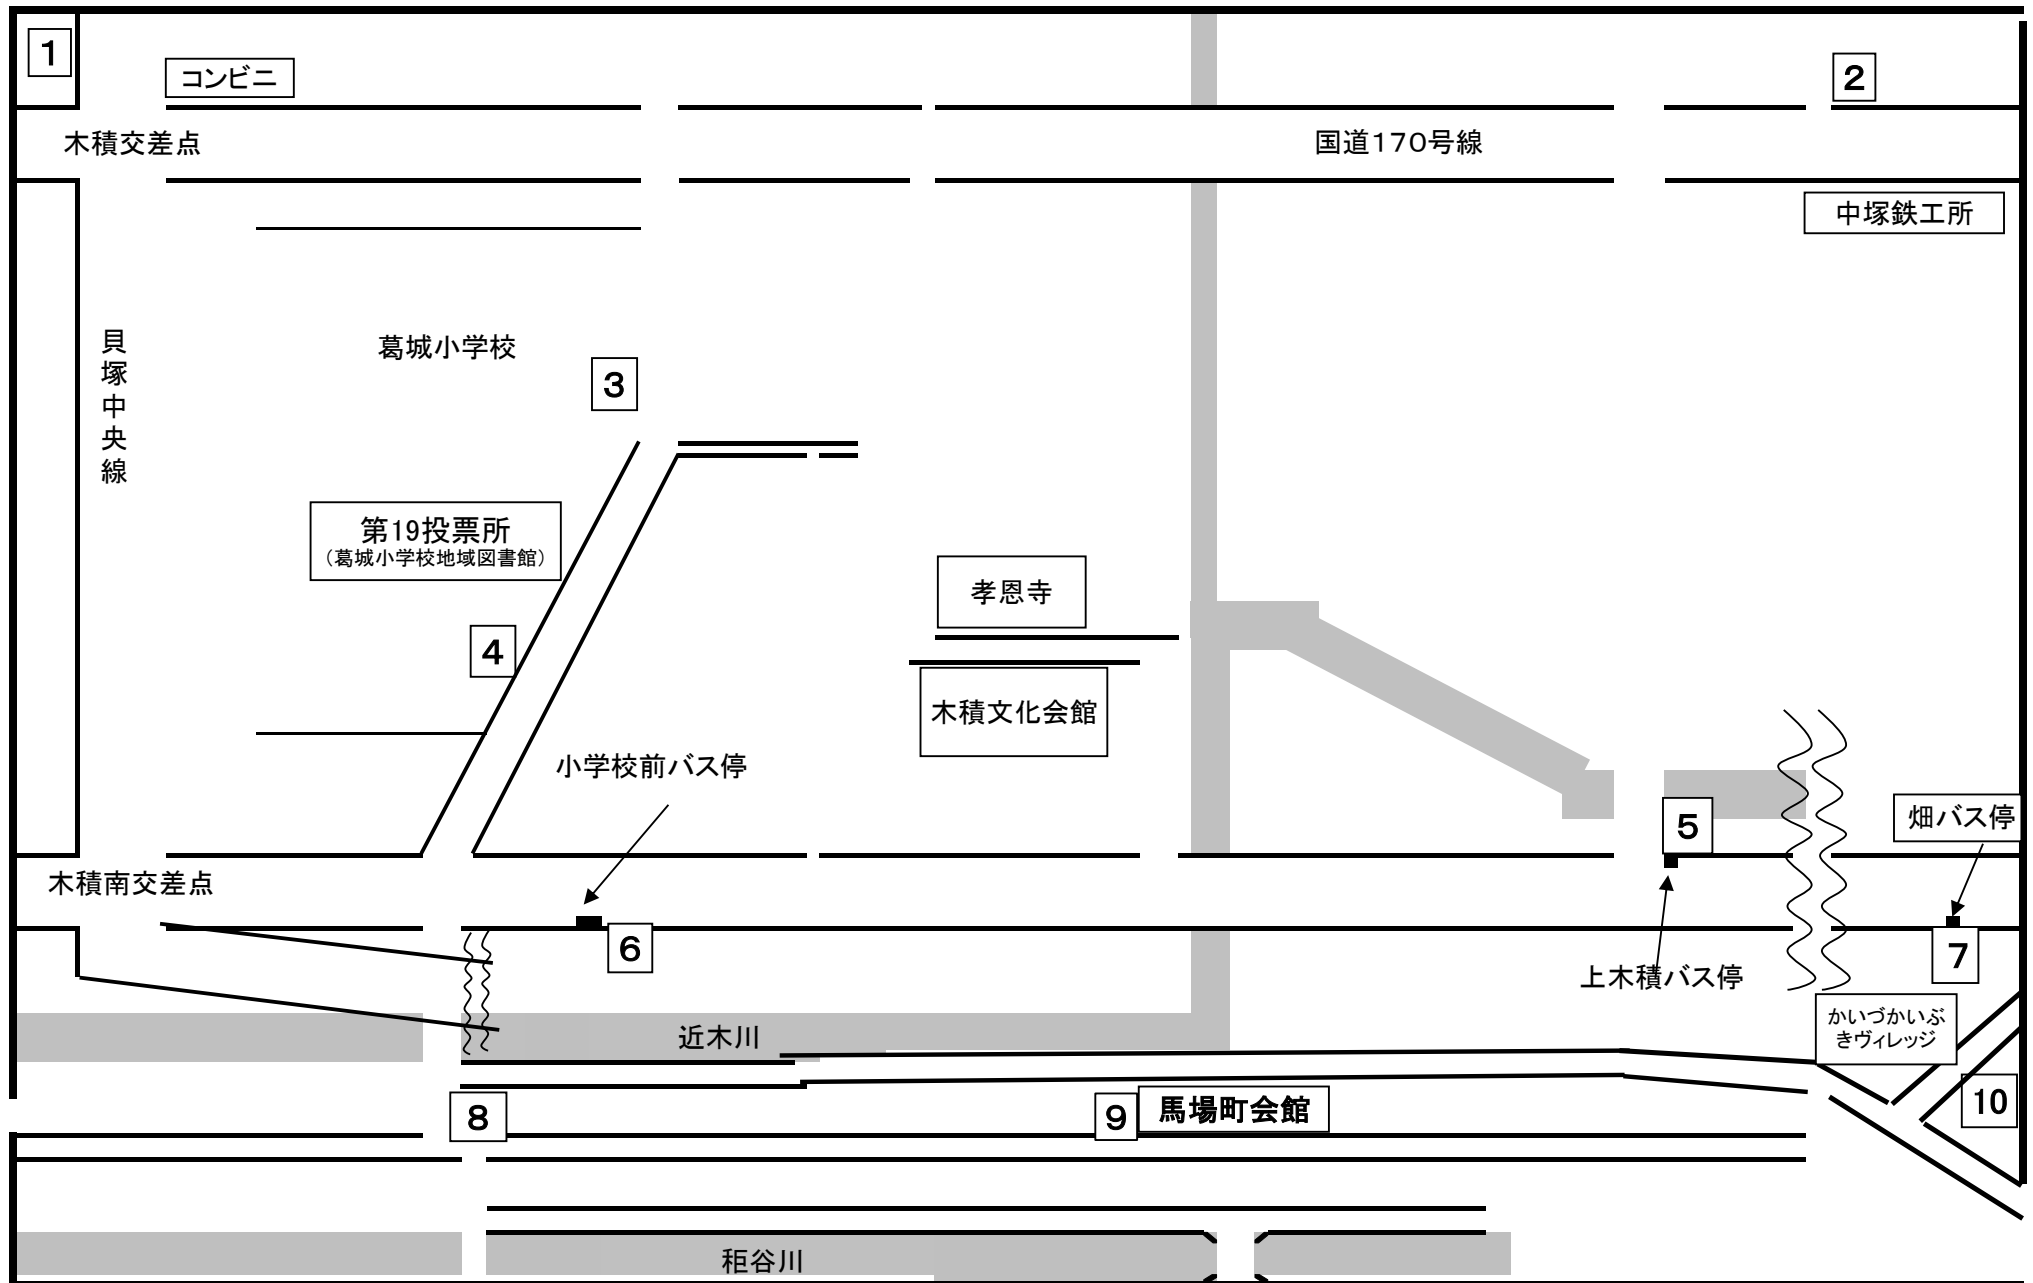 1
コンビニ
2
木積交差点
国道170号線
中塚鉄工所
貝塚中央線
葛城小学校
3
第19投票所
（葛城小学校地域図書館）
孝恩寺
4
木積文化会館
小学校前バス停
5
畑バス停
木積南交差点
6
7
上木積バス停
かいづかいぶ
きヴィレッジ
近木川
8
9
馬場町会館
10
秬谷川